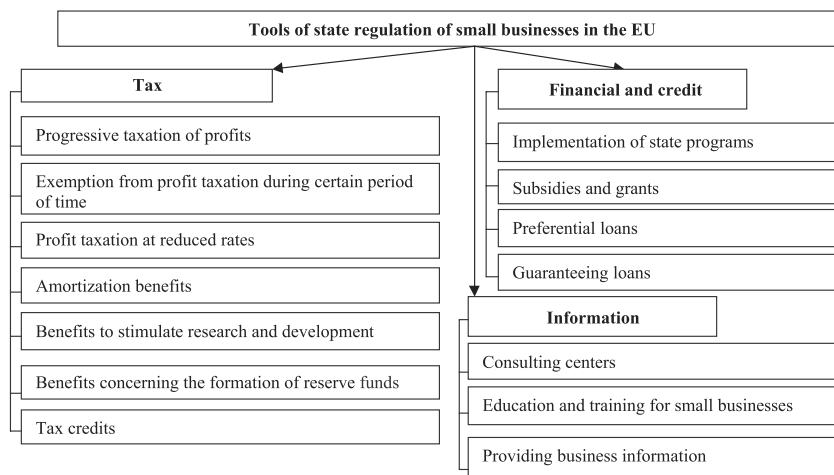 Tools of state regulation of small businesses in the EU
Tax
Progressive taxation of profits
Exemption from profit taxation during certain period
of time
Profit taxation at reduced rates
Amortization benefits
Benefits to stimulate research and development
Benefits concerning the formation of reserve funds
Tax credits
Financial and credit
Implementation of state programs
Subsidies and grants
Preferential loans
Guaranteeing loans
Information
Consulting centers
Education and training for small businesses
Providing business information